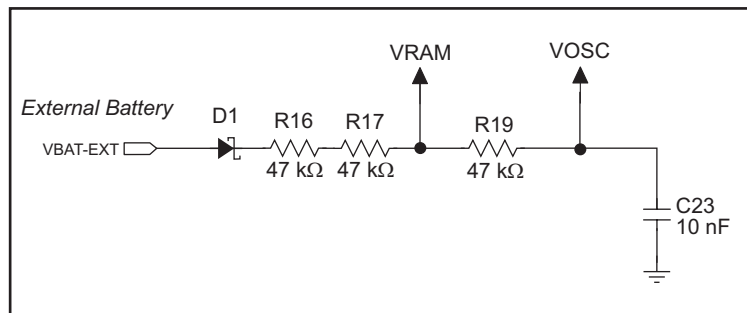 VRAM
VOSC
External Battery
D1
R16
R17
R19
VBAT-EXT
47 kΩ
47 kΩ
47 kΩ
C23
10 nF